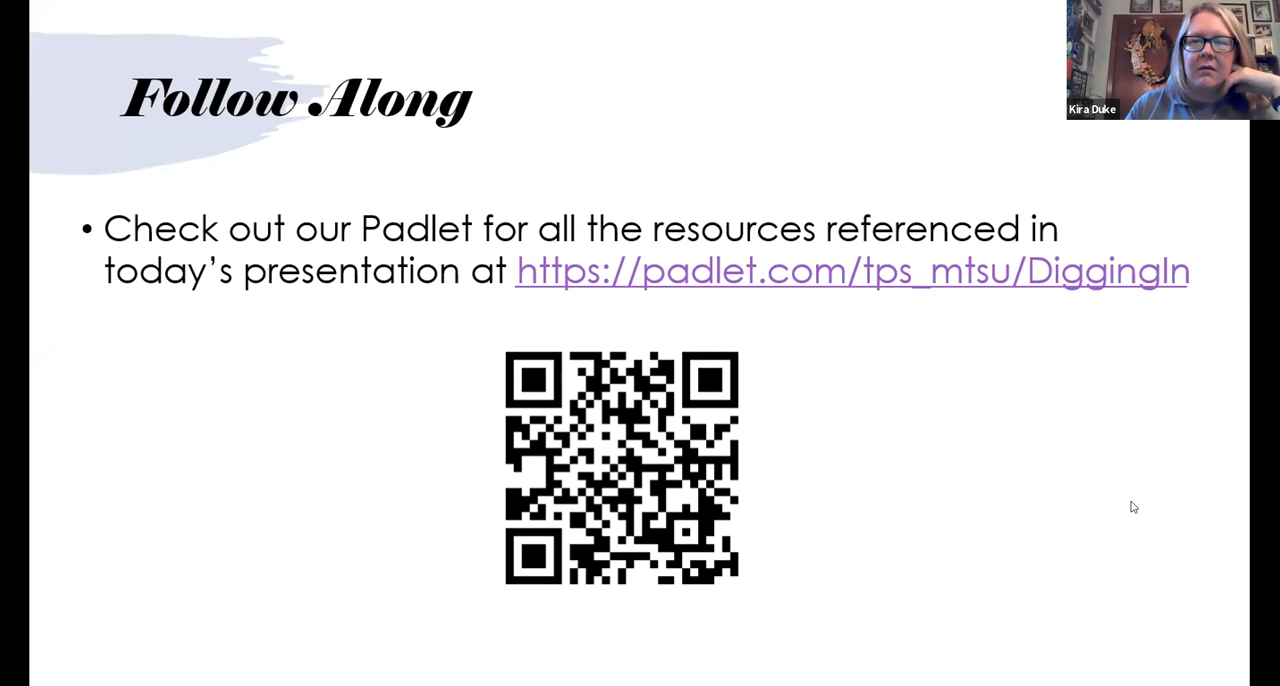 Follow Along
Kira Duke
• Check out our Padlet for all the resources referenced in
today’s presentation at https://padlet.com/tps_mtsu/DiggingIn